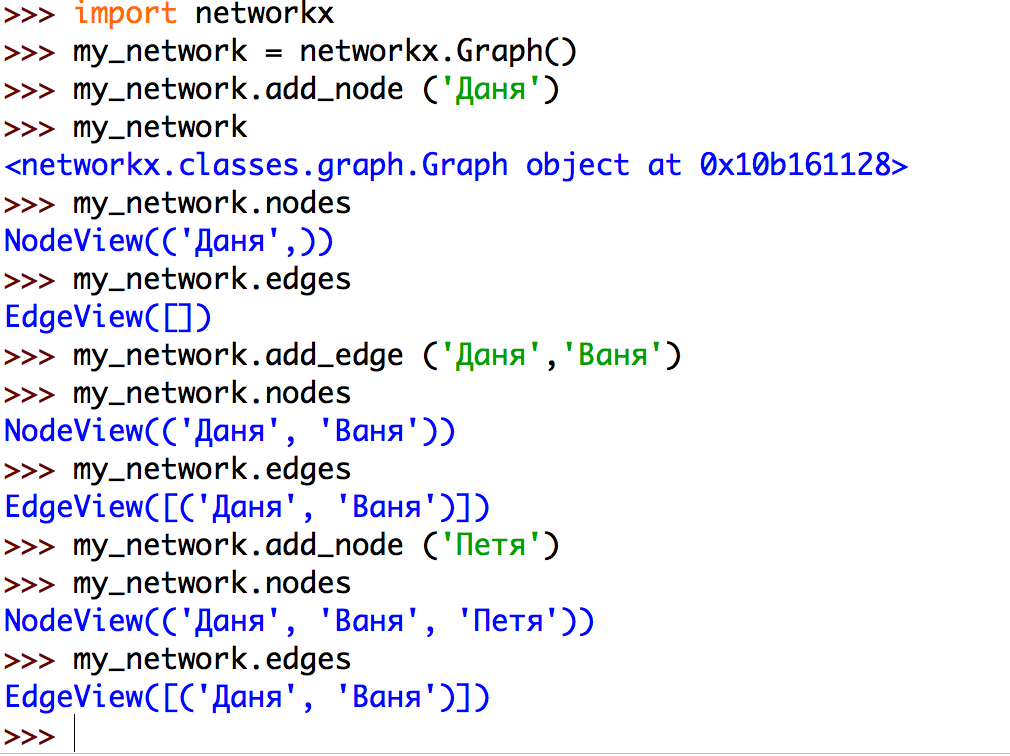 >>> import networkx
>>> my_network = networkx.Graph()
>>> my_network.add_node ('Даня')
>>> my_network
<networkx.classes.graph.Graph object at 0x10b161128>
>>> my_network.nodes
NodeView(('Даня',))
>>> my_network.edges
EdgeView([])
>>> my_network.add_edge ('Даня','Ваня')
>>> my_network.nodes
NodeView(('Даня', 'Ваня'))
>>> my_network.edges
EdgeView([('Даня', 'Ваня')])
>>> my_network.add_node ('Петя')
>>> my_network.nodes
NodeView(('Даня', 'Ваня', 'Петя'))
>>> my_network.edges
EdgeView([('Даня', 'Ваня')])
>>>